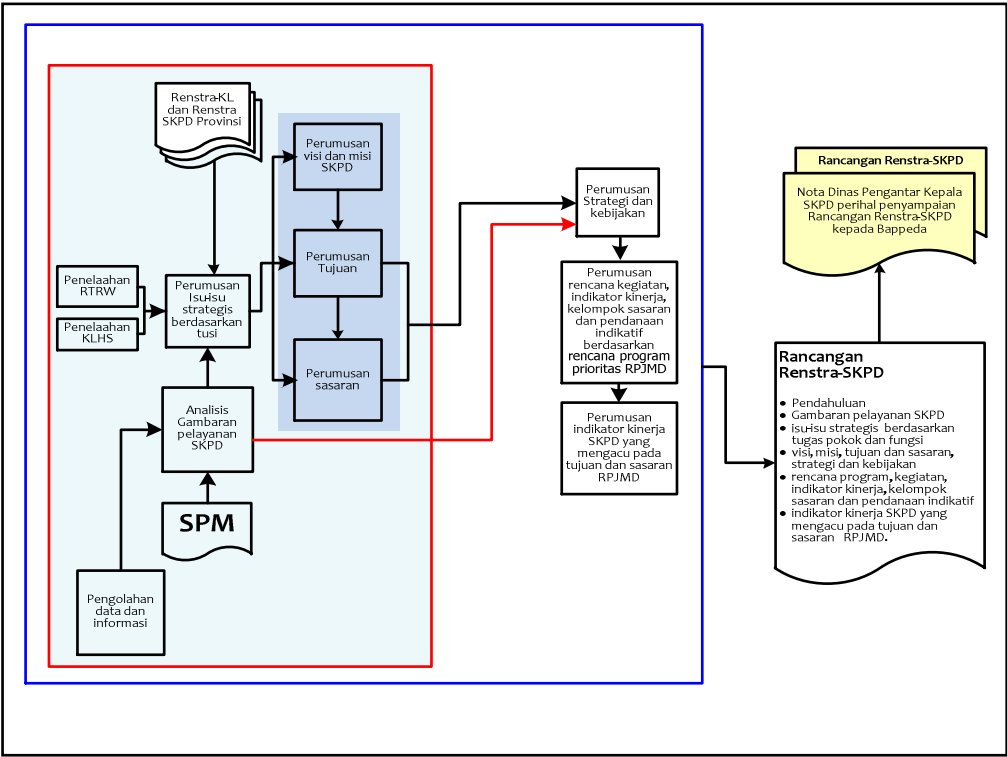 Renstra-KL
dan Renstra
SKPD Provinsi
Perumusan
visi dan misi
SKPD
Perumusan
Tujuan
Perumusan
sasaran
Penelaahan
RTRW
Penelaahan
KLHS
Perumusan
Isu-isu
strategis
berdasarkan
tusi
Analisis
Gambaran
pelayanan
SKPD
SPM
Pengolahan
data dan
informasi
Perumusan
Strategi dan
kebijakan
Perumusan
rencana kegiatan,
indikator kinerja,
kelompok sasaran
dan pendanaan
indikatif
berdasarkan
rencana program
prioritas RPJMD
Perumusan
indikator kinerja
SKPD yang
mengacu pada
tujuan dan sasaran
RPJMD
Rancangan Renstra-SKPD
Nota Dinas Pengantar Kepala
SKPD perihal penyampaian
Rancangan Renstra-SKPD
kepada Bappeda
Rancangan
Renstra-SKPD
• Pendahuluan
• Gambaran pelayanan SKPD
• isu-isu strategis berdasarkan
tugas pokok dan fungsi
• visi, misi, tujuan dan sasaran,
strategi dan kebijakan
• rencana program, kegiatan,
indikator kinerja, kelompok
sasaran dan pendanaan indikatif
• indikator kinerja SKPD yang
mengacu pada tujuan dan
sasaran RPJMD.